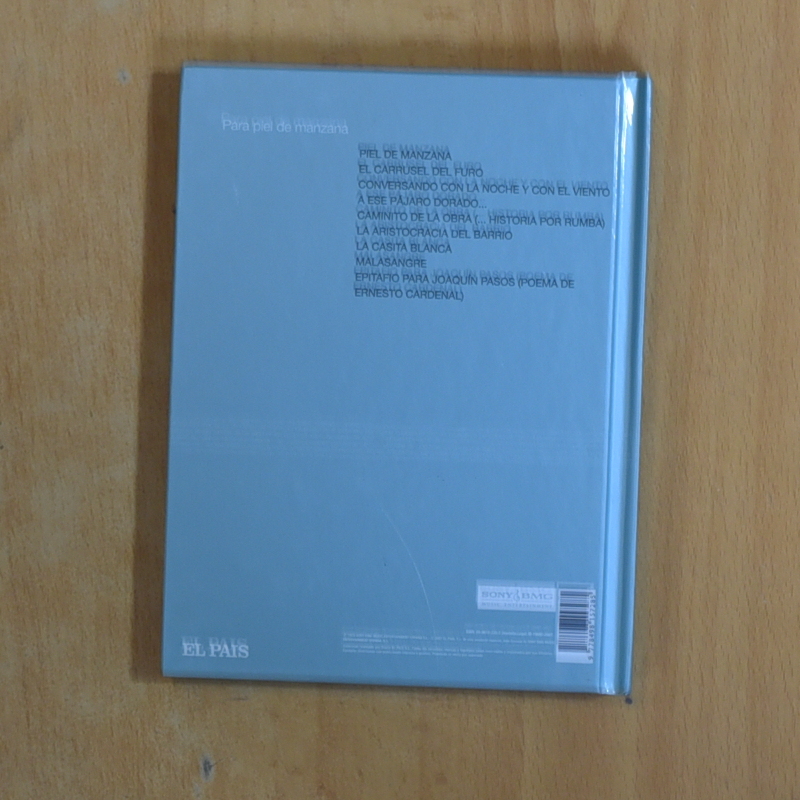 Para piel de manzana
PIEL DE MANZANA
EL CARRUSEL DEL FURO
CONVERSANDO CON LA NOCHE Y CON EL VIENTO
A ESE PÁJARO DORADO...
CAMINITO DE LA OBRA (... HISTORIA POR RUMBA)
LA ARISTOCRACIA DEL BARRIO
LA CASITA BLANCA
MALASANGRE
EPITAFIO PARA JOAQUÍN PASOS (POEMA DE
ERNESTO CARDENAL)
SONY BMG
MUSIC ENTERTAINMENT
EL PAIS